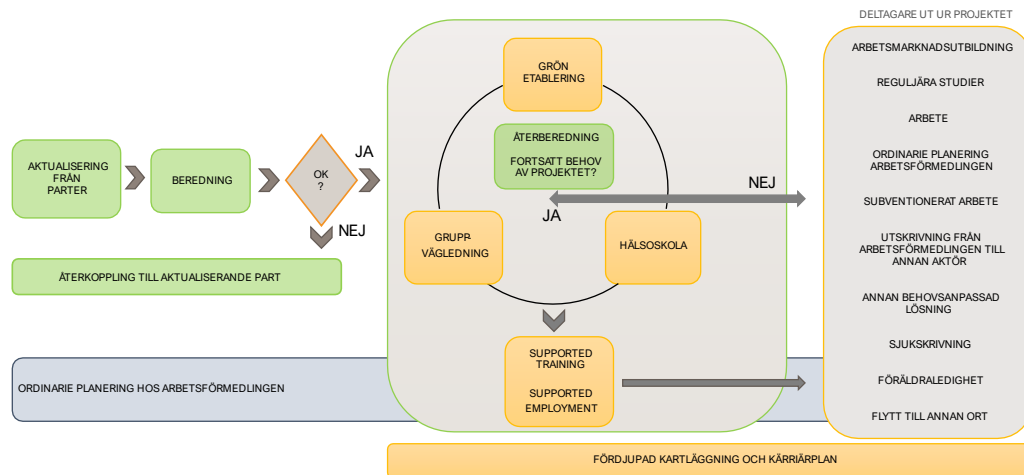 DELTAGARE UT UR PROJEKTET
AKTUALISERING
FRÅN
PARTER
BEREDNING
OK
?
JA
NEJ
ÅTERKOPPLING TILL AKTUALISERANDE PART
GRÖN
ETABLERING
ÅTERBEREDNING
FORTSATT BEHOV
AV PROJEKTET?
NEJ
JA
GRUPP-
VÄGLEDNING
HÄLSOSKOLA
SUPPORTED
TRAINING
SUPPORTED
EMPLOYMENT
ORDINARIE PLANERING HOS ARBETSFÖRMEDLINGEN
ARBETSMARKNADSUTBILDNING
REGULJÄRA STUDIER
ARBETE
ORDINARIE PLANERING
ARBETSFÖRMEDLINGEN
SUBVENTIONERAT ARBETE
UTSKRIVNING FRÅN
ARBETSFÖRMEDLINGEN TILL
ANNAN AKTÖR
ANNAN BEHOVSANPASSAD
LÖSNING
SJUKSKRIVNING
FÖRÄLDRALEDIGHET
FLYTT TILL ANNAN ORT
FÖRDJUPAD KARTLÄGGNING OCH KÄRRIÄRPLAN